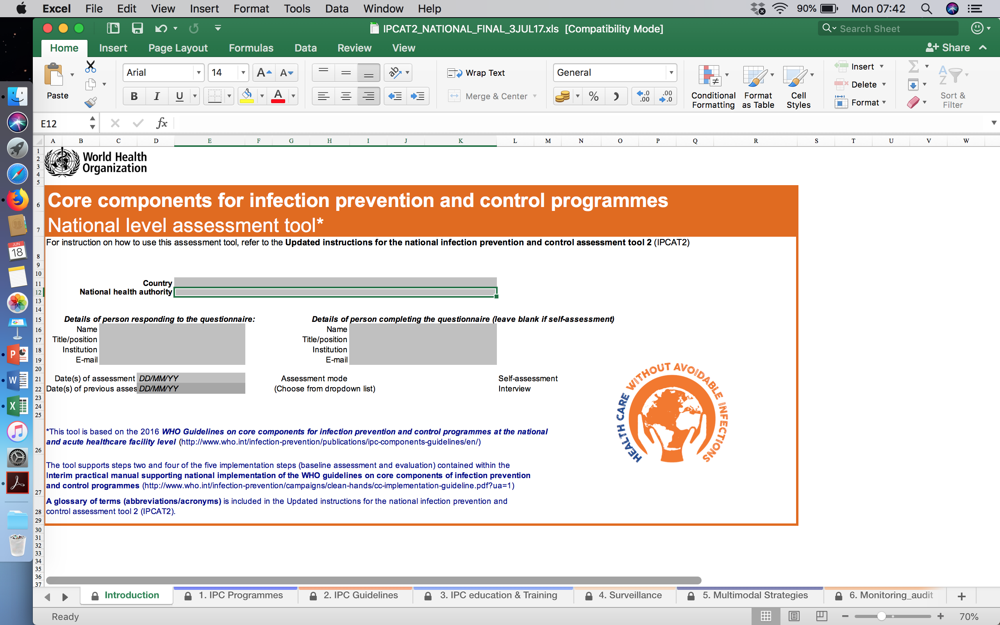 Excel File Edit View Insert Format Tools Data Window Help 90% Mon 07:42
IPCAT2_NATIONAL_FINAL_3JUL17.xls [Compatibility Mode] Search Sheet
Home Insert Page Layout Formulas Data Review View Share
Paste Arial 14 A A Wrap Text General Conditional Formatting Format as Table Cell Styles Insert Delete Format Sort & Filter
B I U A Merge & Center % .0 .00 .00 .0
E12 fx
A B C D E F G H I J K L M N O P Q R S T U V W
1
2
3
4
5
World Health
Organization
6 Core components for infection prevention and control programmes
7 National level assessment tool*
8 For instruction on how to use this assessment tool, refer to the Updated instructions for the national infection prevention and control assessment tool 2 (IPCAT2)
9
10
11 Country
12 National health authority
13
14
15 Details of person responding to the questionnaire: Details of person completing the questionnaire (leave blank if self-assessment)
16 Name Name
17 Title/position Title/position
18 Institution Institution
19 E-mail E-mail
20
21 Date(s) of assessment DD/MM/YY Assessment mode Self-assessment
22 Date(s) of previous asses DD/MM/YY (Choose from dropdown list) Interview
23
24
25
HEALTH CARE WITHOUT AVOIDABLE INFECTIONS
*This tool is based on the 2016 WHO Guidelines on core components for infection prevention and control programmes at the national
and acute healthcare facility level (http://www.who.int/infection-prevention/publications/ipc-components-guidelines/en/)
26
The tool supports steps two and four of the five implementation steps (baseline assessment and evaluation) contained within the
Interim practical manual supporting national implementation of the WHO guidelines on core components of infection prevention
and control programmes (http://www.who.int/infection-prevention/campaigns/clean-hands/cc-implementation-guideline.pdf?ua=1)
27
A glossary of terms (abbreviations/acronyms) is included in the Updated instructions for the national infection prevention and
28 control assessment tool 2 (IPCAT2).
29
30
31
32
33
34
35
36
37
Introduction 1. IPC Programmes 2. IPC Guidelines 3. IPC education & Training 4. Surveillance 5. Multimodal Strategies 6. Monitoring_audit +
Ready 70%
JUN
18
P
W
X